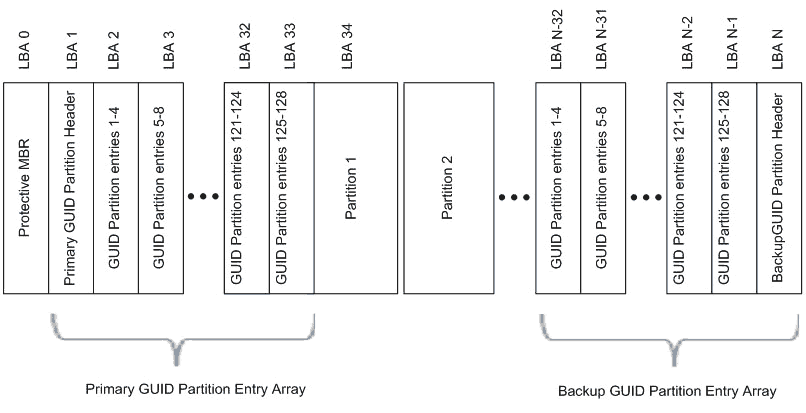 LBA 0
LBA 1
LBA 2
LBA 3
LBA 32
LBA 33
LBA 34
LBA N-32
LBA N-31
LBA N-2
LBA N-1
LBA N
Protective MBR
Primary GUID Partition Header
GUID Partition entries 1-4
GUID Partition entries 5-8
GUID Partition entries 121-124
GUID Partition entries 125-128
Partition 1
Partition 2
GUID Partition entries 1-4
GUID Partition entries 5-8
GUID Partition entries 121-124
GUID Partition entries 125-128
BackupGUID Partition Header
Primary GUID Partition Entry Array
Backup GUID Partition Entry Array